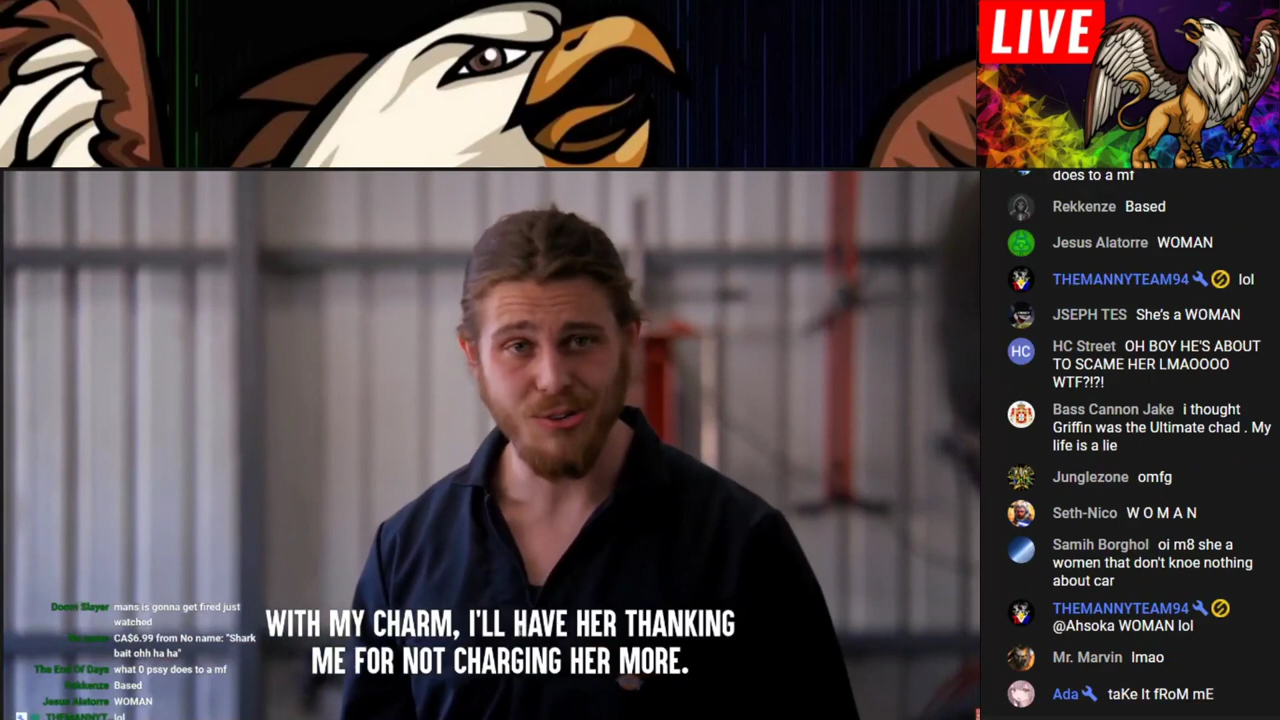 LIVE
does to a mf
Rekkenze Based
Jesus Alatorre WOMAN
THEMANNYTEAM94 lol
JSEPH TES She's a WOMAN
HC
HC Street OH BOY HE'S ABOUT
TO SCAME HER LMAOOOO
WTF?!?!
Bass Cannon Jake i thought
Griffin was the Ultimate chad . My
life is a lie
Junglezone omfg
Seth-Nico W O M A N
Samih Borghol oi m8 she a
women that don't knoe nothing
about car
THEMANNYTEAM94
@Ahsoka WOMAN lol
Mr. Marvin lmao
Ada taKe It fRoM mE
Doom Slayer mans is gonna get fired just
watched
No name CA$6.99 from No name: "Shark
bait ohh ha ha"
The End Of Days what 0 pssy does to a mf
Rekkenze Based
Jesus Alatorre WOMAN
THEMANNYT lol
WITH MY CHARM, I'LL HAVE HER THANKING
ME FOR NOT CHARGING HER MORE.